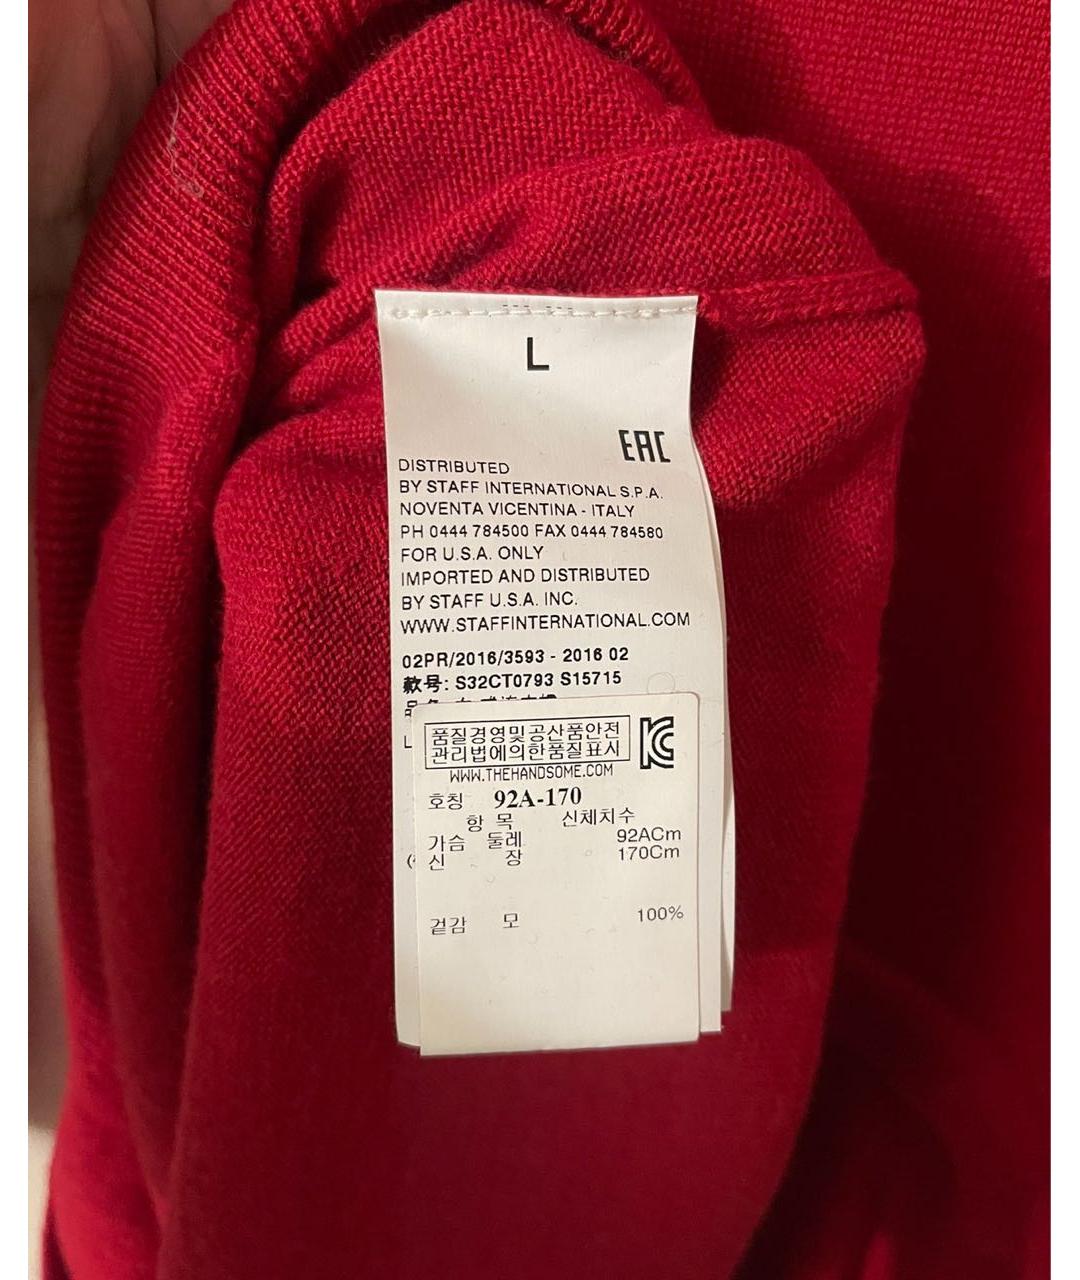 L
EAC
DISTRIBUTED
BY STAFF INTERNATIONAL S.P.A.
NOVENTA VICENTINA - ITALY
PH 0444 784500 FAX 0444 784580
FOR U.S.A. ONLY
IMPORTED AND DISTRIBUTED
BY STAFF U.S.A. INC.
WWW.STAFFINTERNATIONAL.COM
02PR/2016/3593 - 2016 02
款号: S32CT0793 S15715
품질경영및공산품안전
관리법에의한품질표시
WWW.THEHANDSOME.COM
호칭 92A-170
항 목 신체치수
가슴 둘레 92ACm
신 장 170Cm
겉감 모 100%